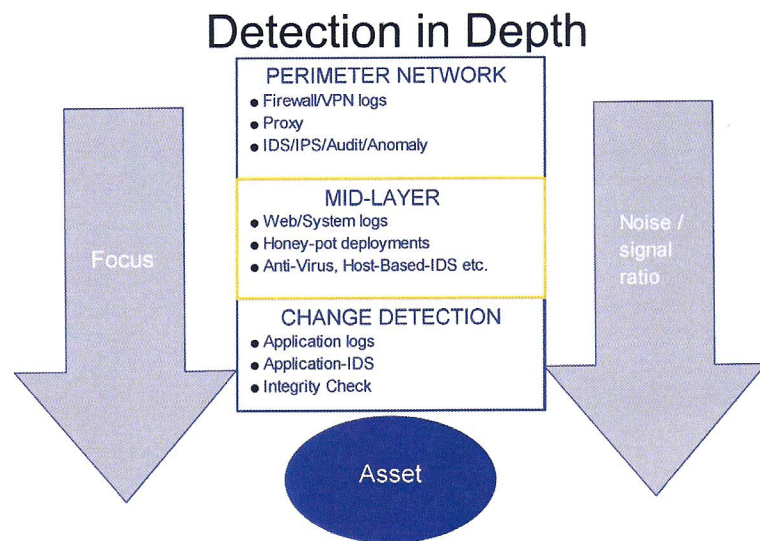 Detection in Depth
PERIMETER NETWORK
● Firewall/VPN logs
● Proxy
● IDS/IPS/Audit/Anomaly
MID-LAYER
● Web/System logs
● Honey-pot deployments
● Anti-Virus, Host-Based-IDS etc.
CHANGE DETECTION
● Application logs
● Application-IDS
● Integrity Check
Focus
Noise /
signal
ratio
Asset